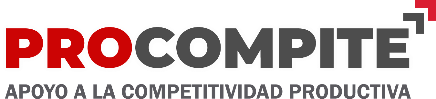 PROCOMPITE
APOYO A LA COMPETITIVIDAD PRODUCTIVA